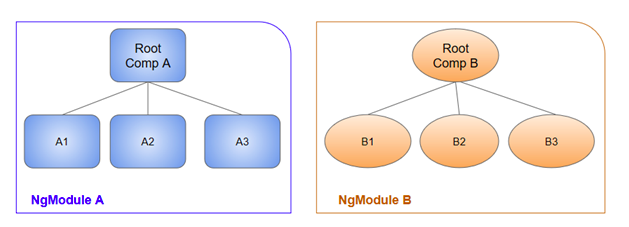 Root
Comp A
A1
A2
A3
NgModule A
Root
Comp B
B1
B2
B3
NgModule B